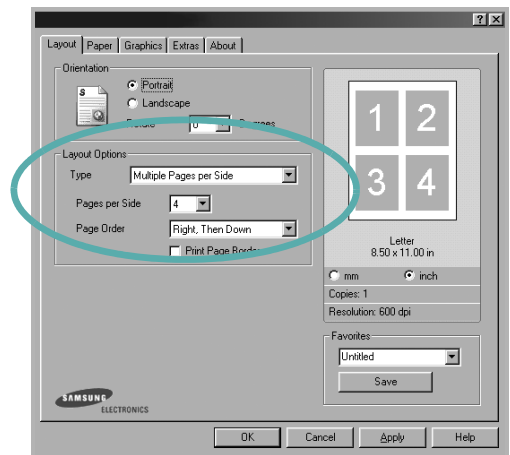 Layout Paper Graphics Extras About
Orientation
S
Portrait
Landscape
Rotate 0 Degrees
Layout Options
Type Multiple Pages per Side
Pages per Side 4
Page Order Right, Then Down
Print Page Border
1 2
3 4
Letter
8.50 x 11.00 in
mm inch
Copies: 1
Resolution: 600 dpi
Favorites
Untitled
Save
SAMSUNG
ELECTRONICS
OK Cancel Apply Help